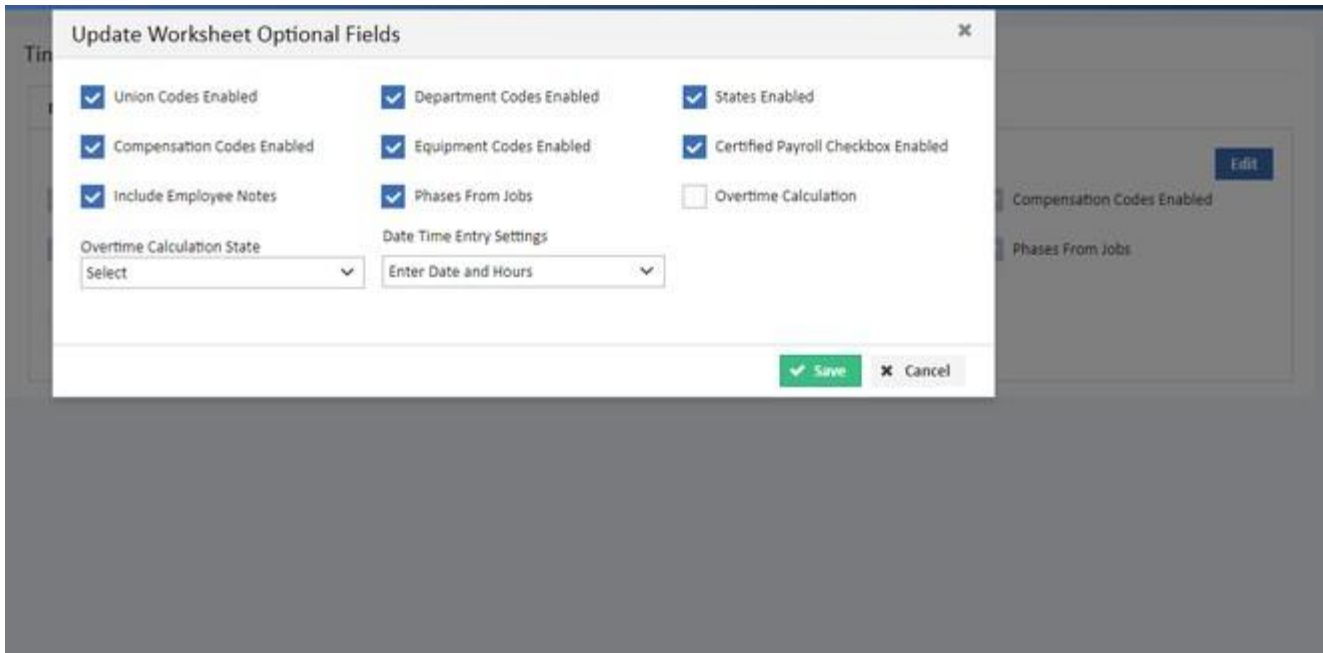 Update Worksheet Optional Fields
Tin
Union Codes Enabled Department Codes Enabled States Enabled
Compensation Codes Enabled Equipment Codes Enabled Certified Payroll Checkbox Enabled
Edit
Include Employee Notes Phases From Jobs Overtime Calculation
Compensation Codes Enabled
Overtime Calculation State Date Time Entry Settings
Phases From Jobs
Select Enter Date and Hours
Save Cancel